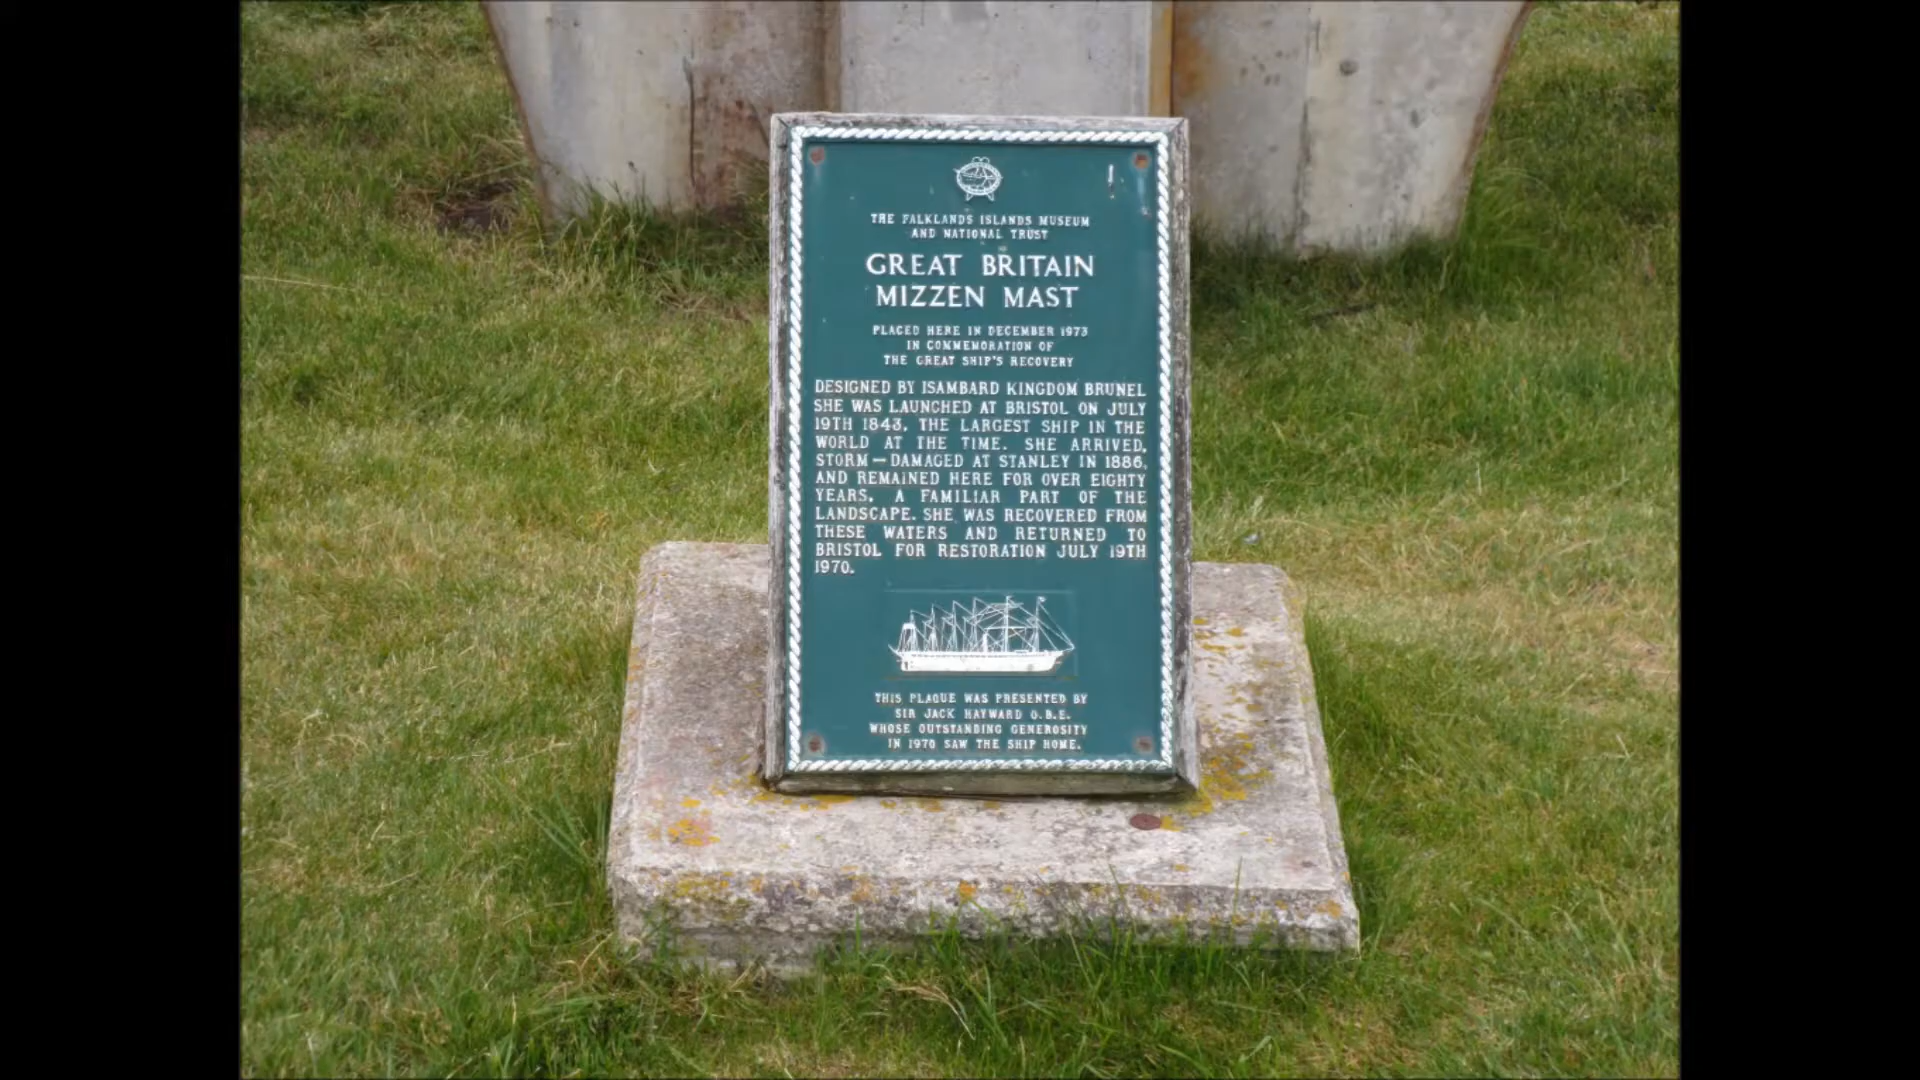 THE FALKLANDS ISLANDS MUSEUM
AND NATIONAL TRUST
GREAT BRITAIN
MIZZEN MAST
PLACED HERE IN DECEMBER 1973
IN COMMEMORATION OF
THE GREAT SHIP'S RECOVERY
DESIGNED BY ISAMBARD KINGDOM BRUNEL
SHE WAS LAUNCHED AT BRISTOL ON JULY
19TH 1843, THE LARGEST SHIP IN THE
WORLD AT THE TIME. SHE ARRIVED,
STORM-DAMAGED AT STANLEY IN 1886,
AND REMAINED HERE FOR OVER EIGHTY
YEARS, A FAMILIAR PART OF THE
LANDSCAPE. SHE WAS RECOVERED FROM
THESE WATERS AND RETURNED TO
BRISTOL FOR RESTORATION JULY 19TH
1970.
THIS PLAQUE WAS PRESENTED BY
SIR JACK HAYWARD O.B.E.
WHOSE OUTSTANDING GENEROSITY
IN 1970 SAW THE SHIP HOME.